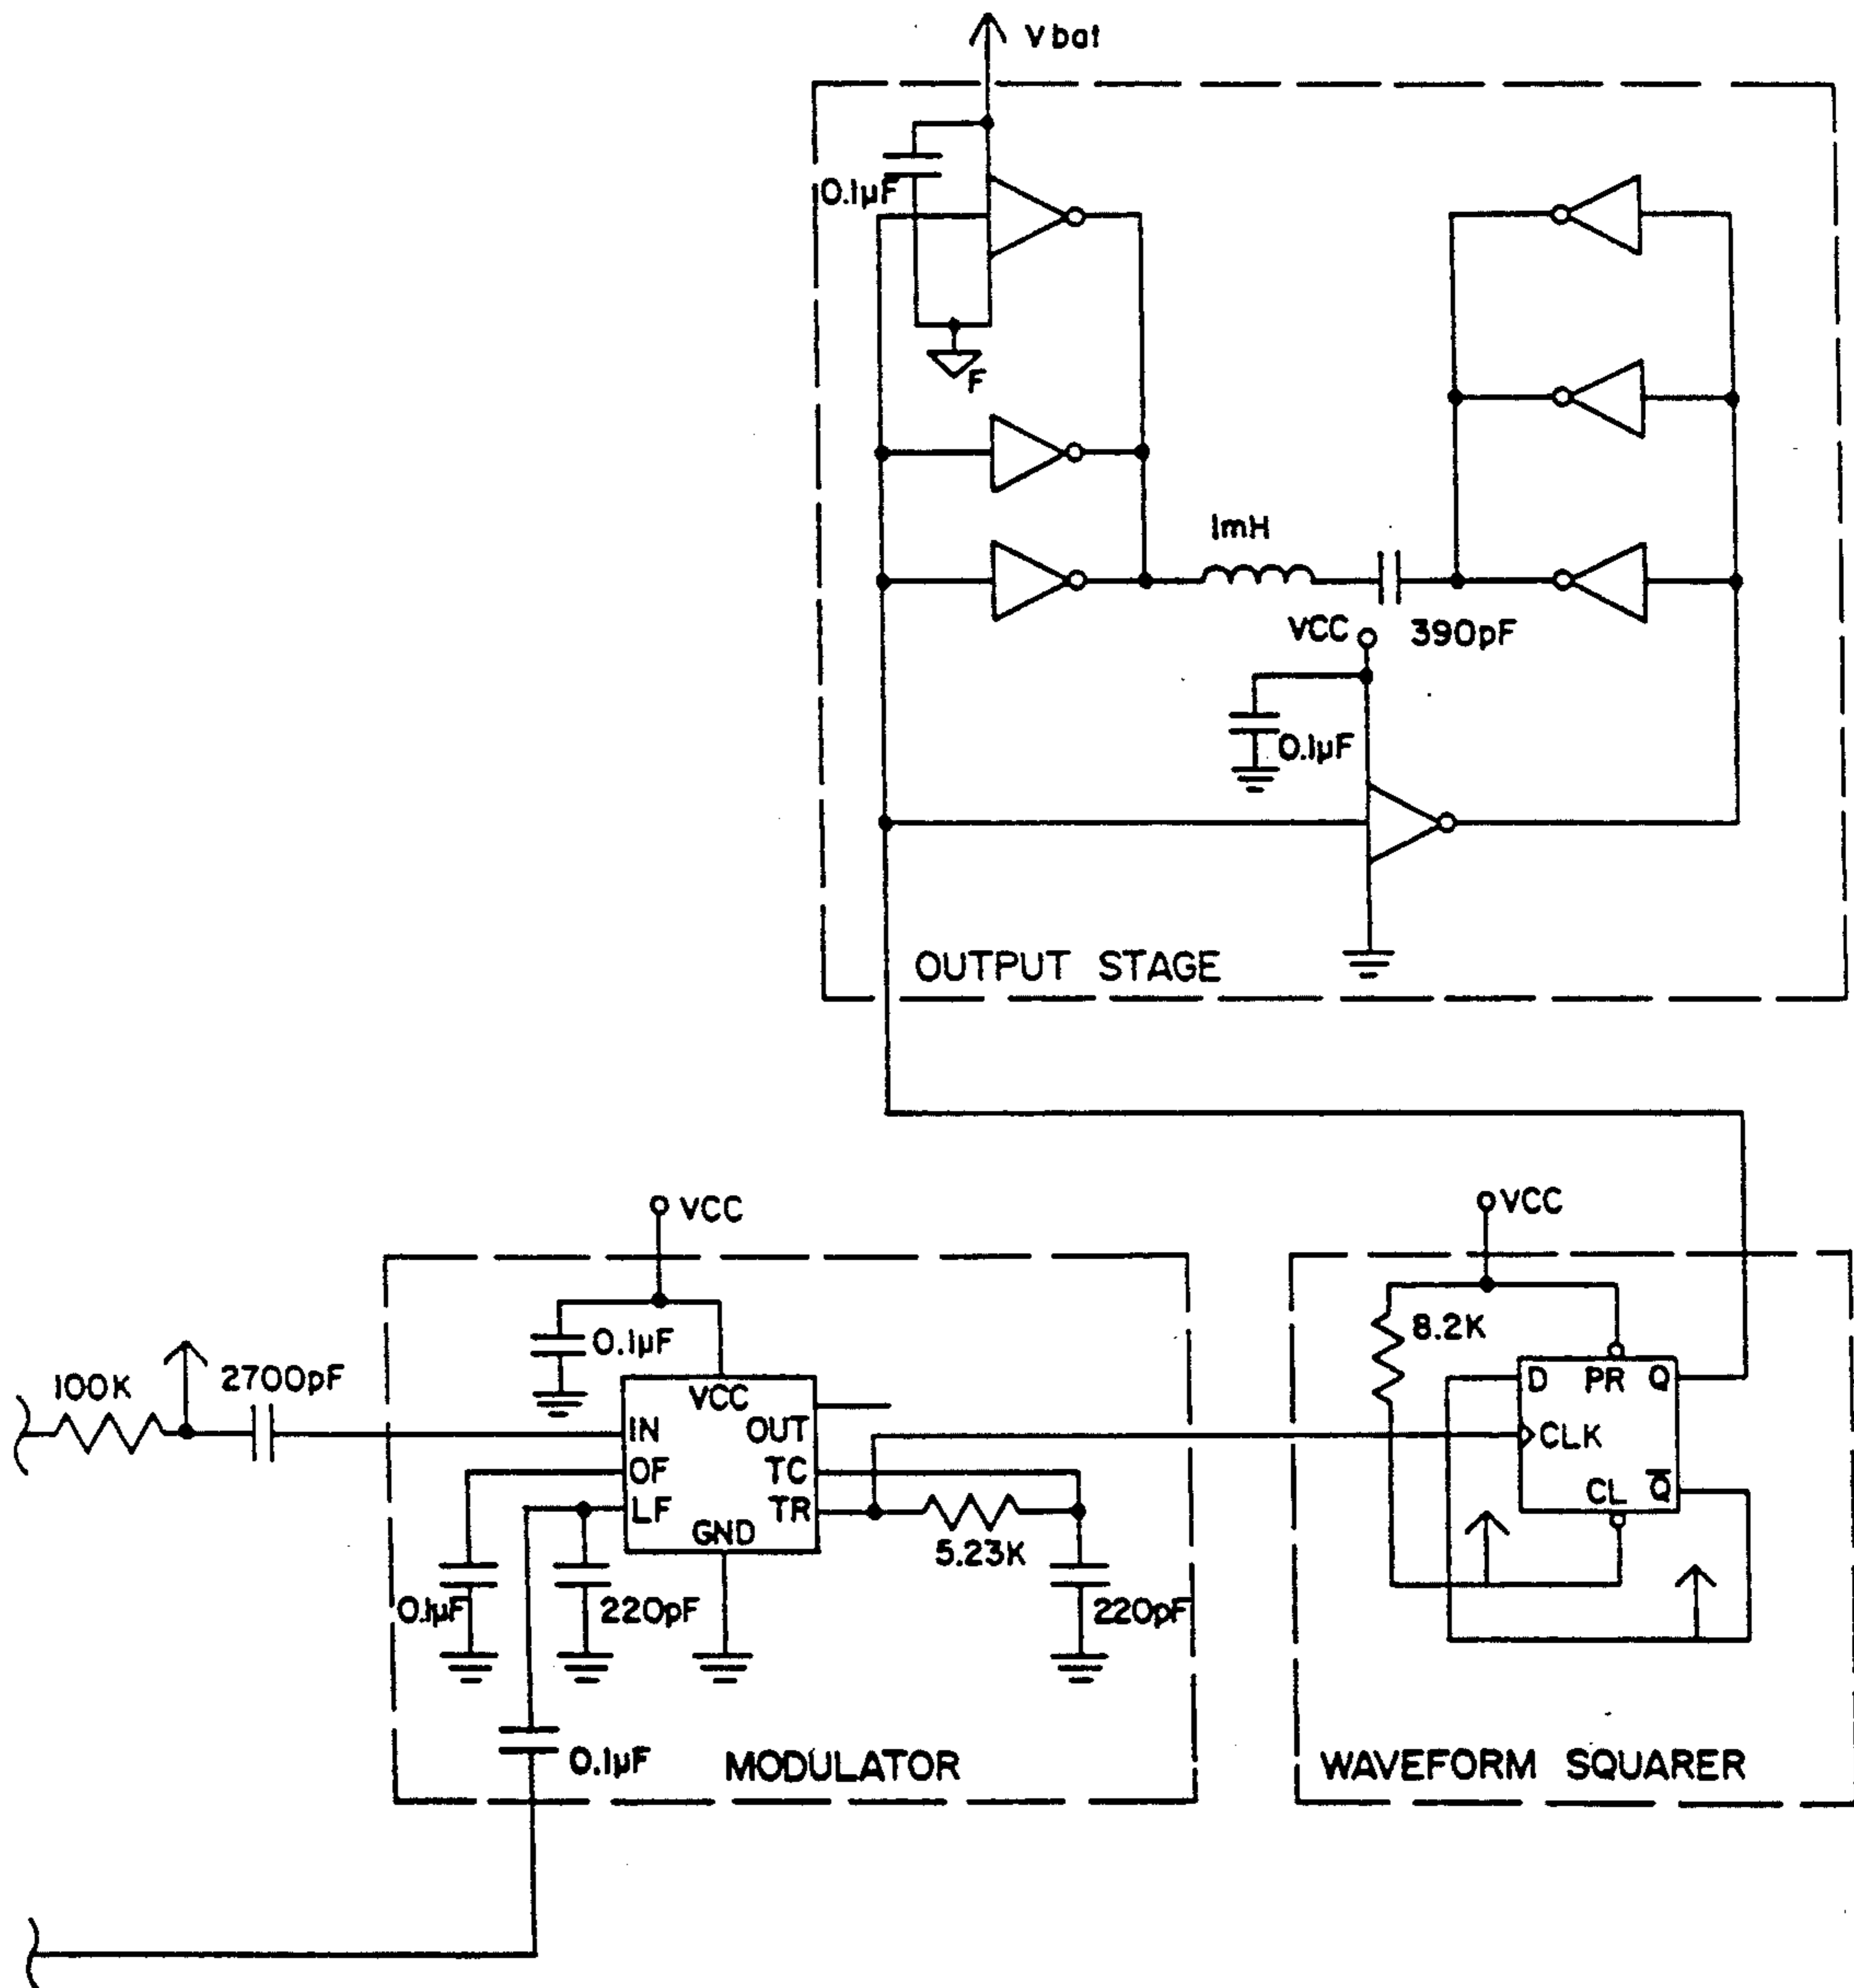 Vbat
0.1µF
F
1mH
VCC
390pF
0.1µF
OUTPUT STAGE
VCC
VCC
0.1µF
8.2K
100K
2700pF
VCC
D PR Q
IN
OUT
CLK
OF
TC
LF
TR
CL Q̅
GND
5.23K
0.1µF
220pF
220pF
0.1µF
MODULATOR
WAVEFORM SQUARER